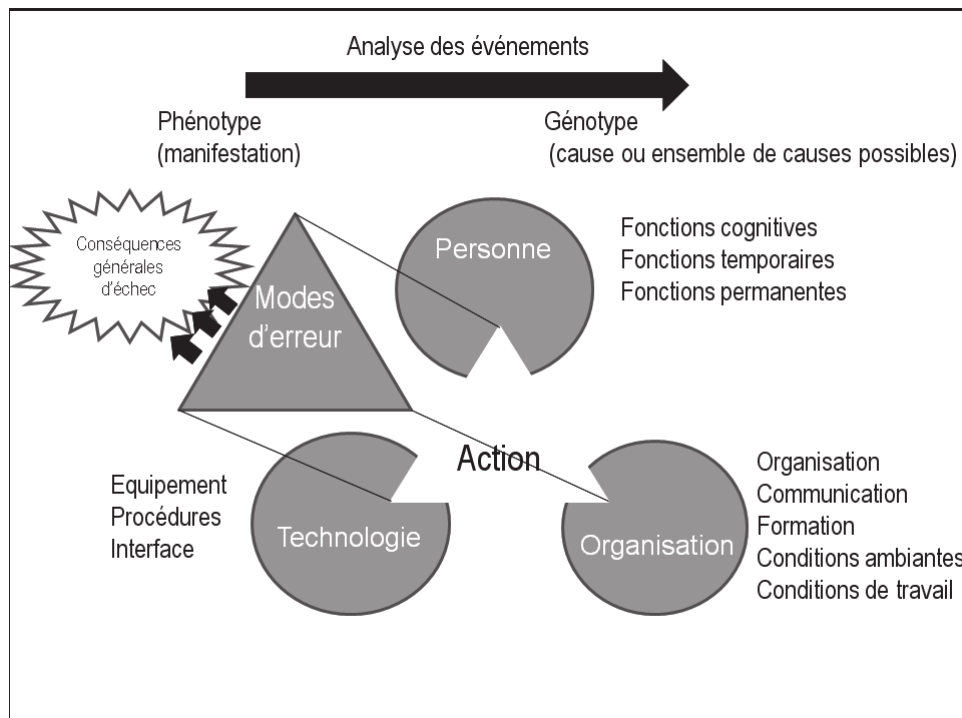 Analyse des événements
Phénotype
(manifestation)
Génotype
(cause ou ensemble de causes possibles)
Conséquences
générales
d'échec
Modes
d'erreur
Personne
Fonctions cognitives
Fonctions temporaires
Fonctions permanentes
Action
Equipement
Procédures
Interface
Technologie
Organisation
Organisation
Communication
Formation
Conditions ambiantes
Conditions de travail